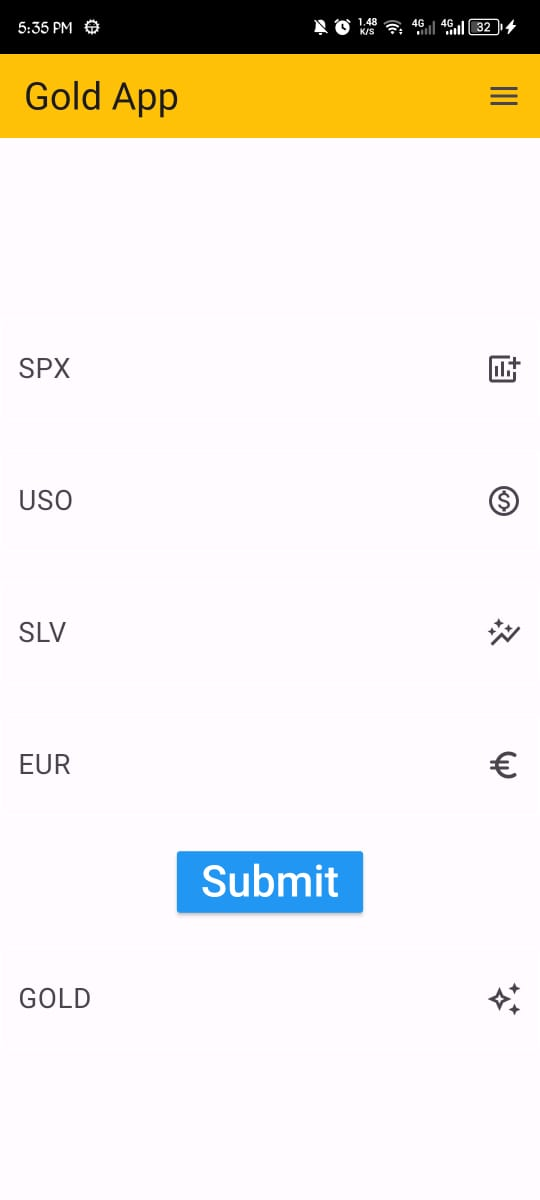 5:35 PM 1.48 K/S 4G 4G 32
Gold App
SPX
USO
SLV
EUR
Submit
GOLD